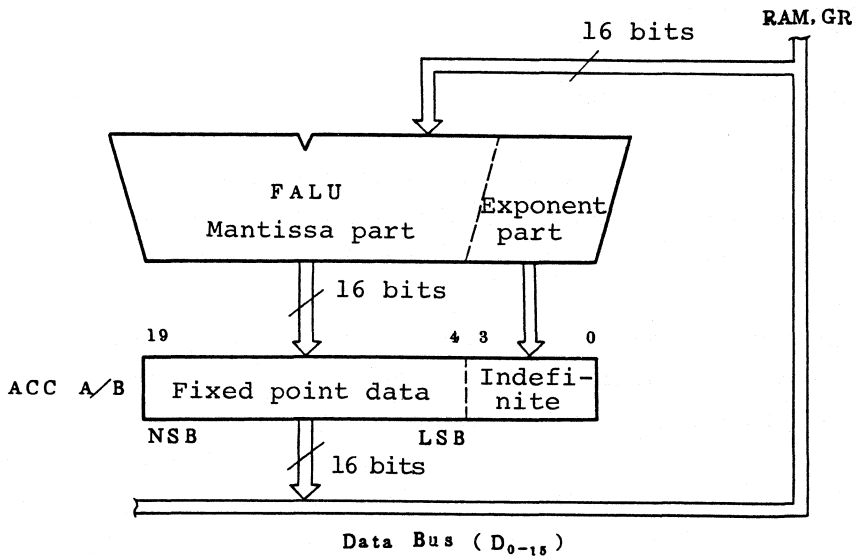 RAM, GR
16 bits
FALU
Mantissa part
Exponent
part
16 bits
19 4 3 0
ACC A/B
Fixed point data
Indefi-
nite
NSB LSB
16 bits
Data Bus (D₀₋₁₅)